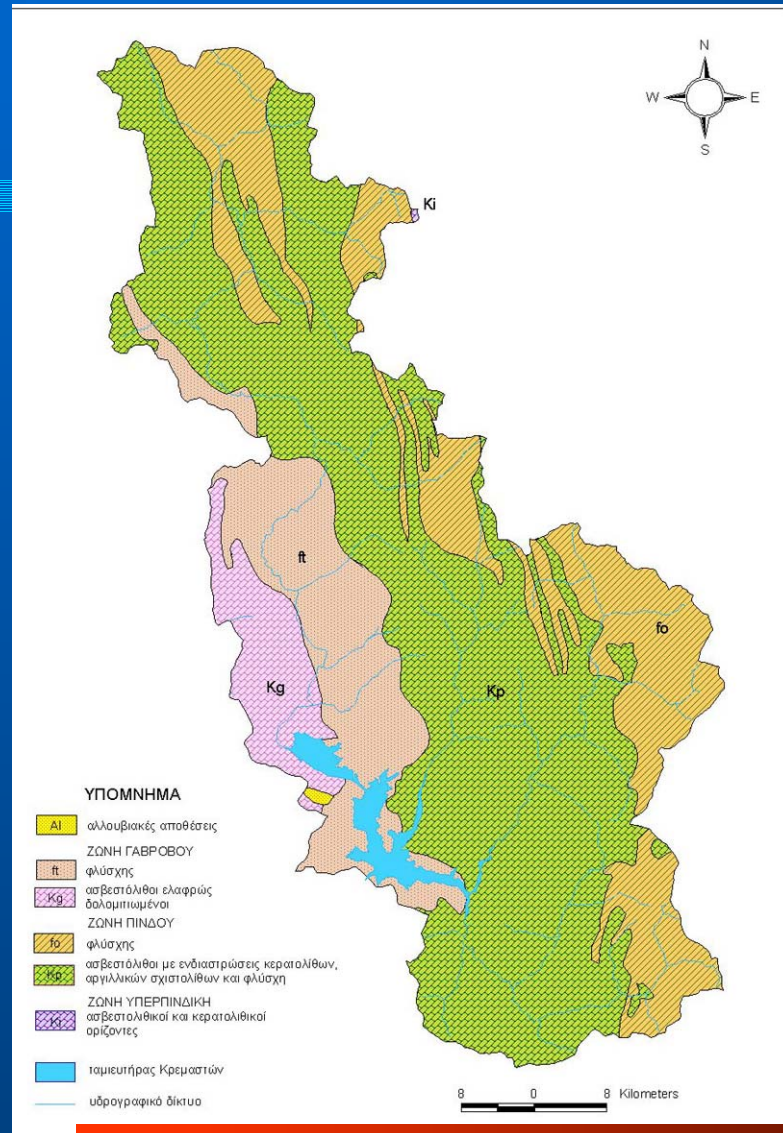 N
W E
S
Ki
ft
fo
Kg
Kp
ΥΠΟΜΝΗΜΑ
Al αλλουβιακές αποθέσεις
ΖΩΝΗ ΓΑΒΡΟΒΟΥ
ft φλύσχης
Kg ασβεστόλιθοι ελαφρώς
δολομιτιωμένοι
ΖΩΝΗ ΠΙΝΔΟΥ
fo φλύσχης
Kp ασβεστόλιθοι με ενδιαστρώσεις κερατολίθων,
αργιλλικών σχιστολίθων και φλύσχη
ΖΩΝΗ ΥΠΕΡΠΙΝΔΙΚΗ
Ki ασβεστολιθικοί και κερατολιθικοί
ορίζοντες
ταμιευτήρας Κρεμαστών
υδρογραφικό δίκτυο
8 0 8 Kilometers